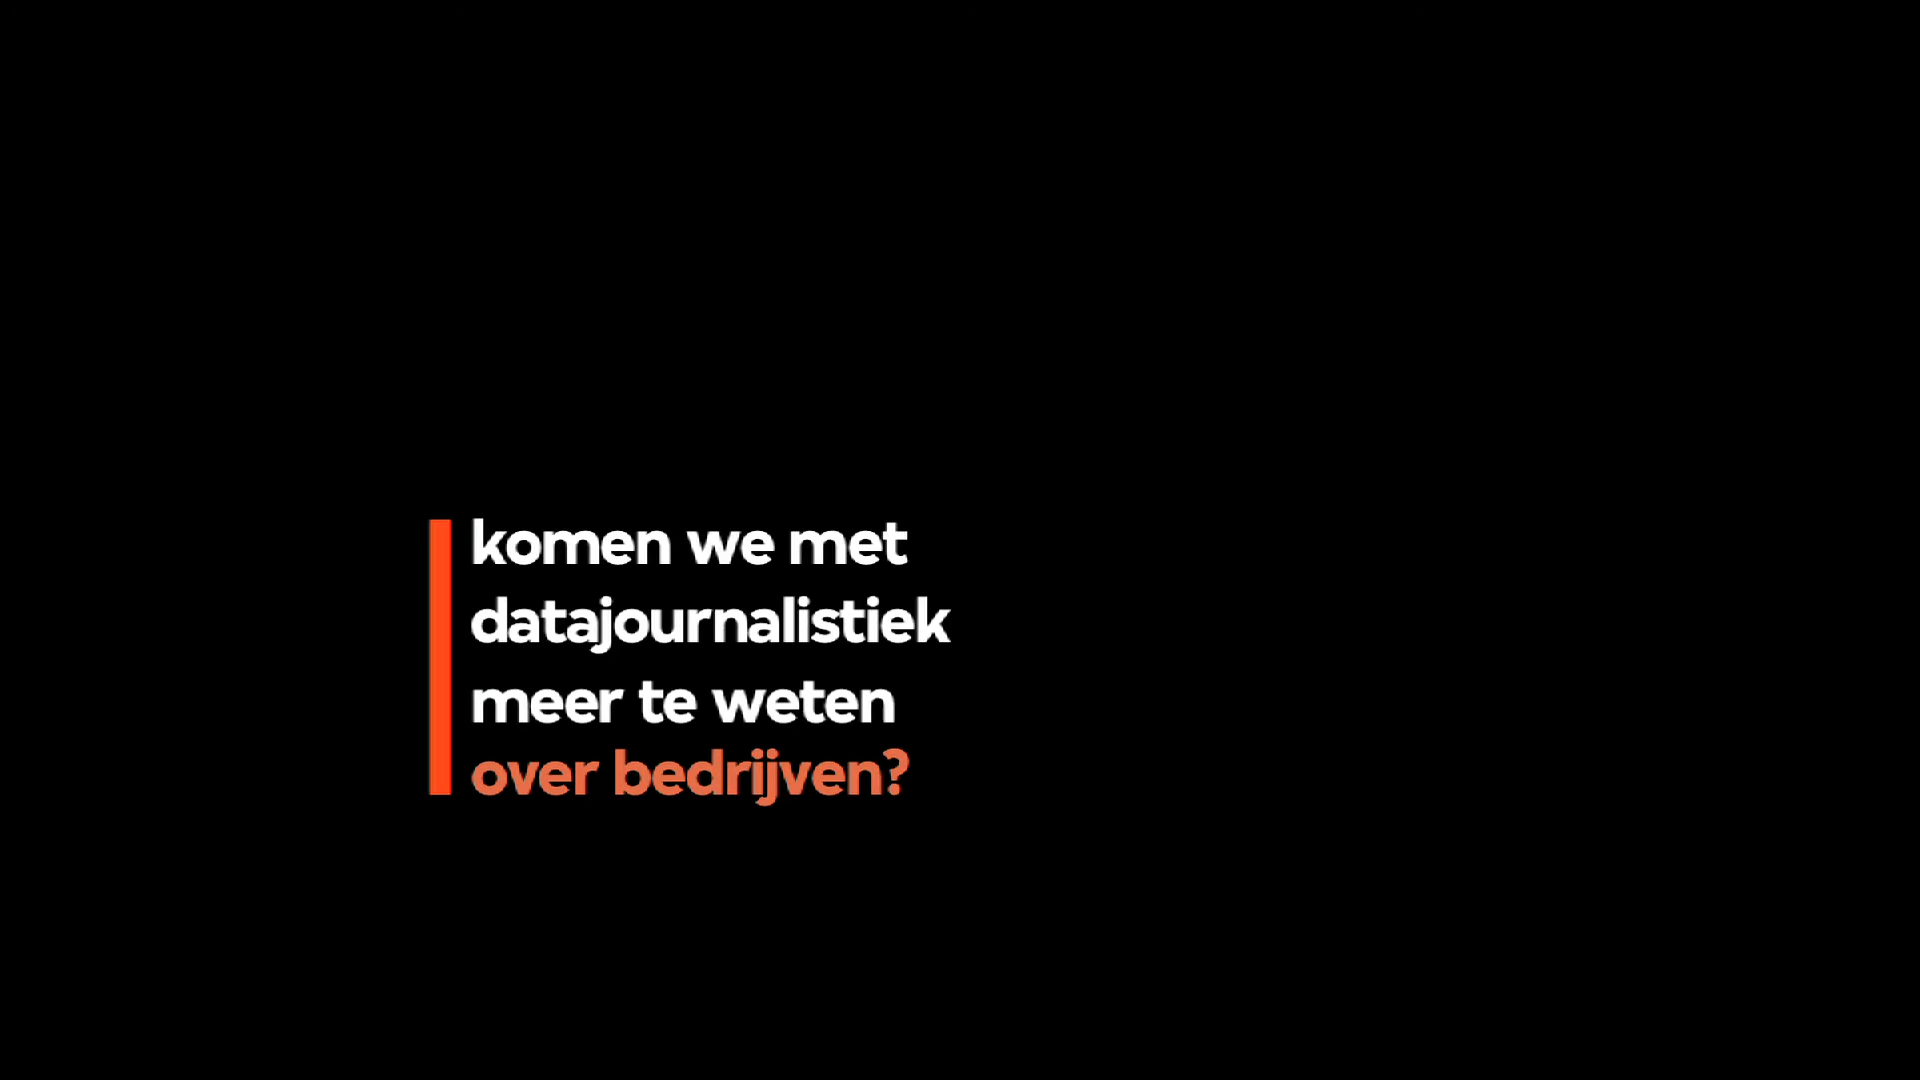 komen we met
datajournalistiek
meer te weten
over bedrijven?